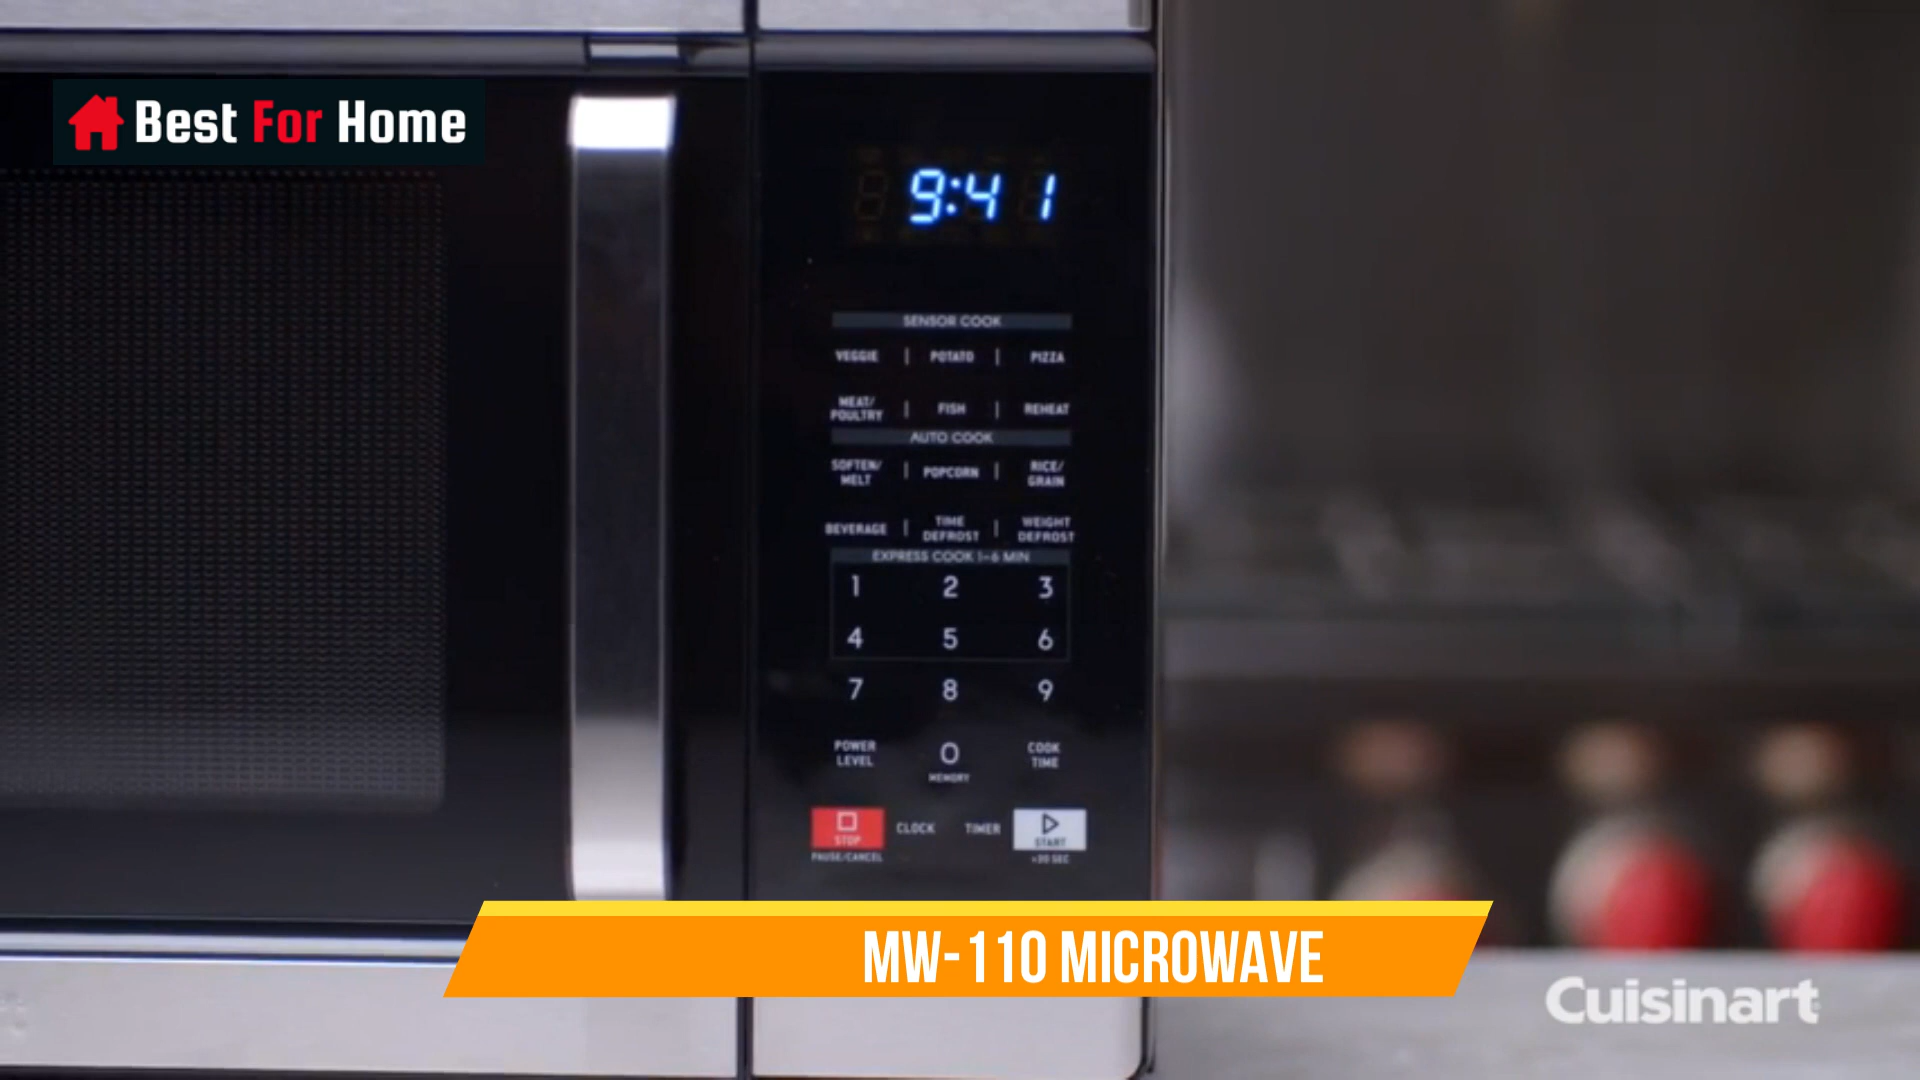 Best For Home
9:41
SENSOR COOK
VEGGIE | POTATO | PIZZA
MEAT/
POULTRY | FISH | REHEAT
AUTO COOK
SOFTEN/
MELT | POPCORN | RICE/
GRAIN
BEVERAGE | TIME
DEFROST | WEIGHT
DEFROST
EXPRESS COOK 1-6 MIN
1 2 3
4 5 6
7 8 9
POWER
LEVEL
0
MEMORY
COOK
TIME
STOP
PAUSE/CANCEL
CLOCK
TIMER
START
+30 SEC
MW-110 MICROWAVE
Cuisinart